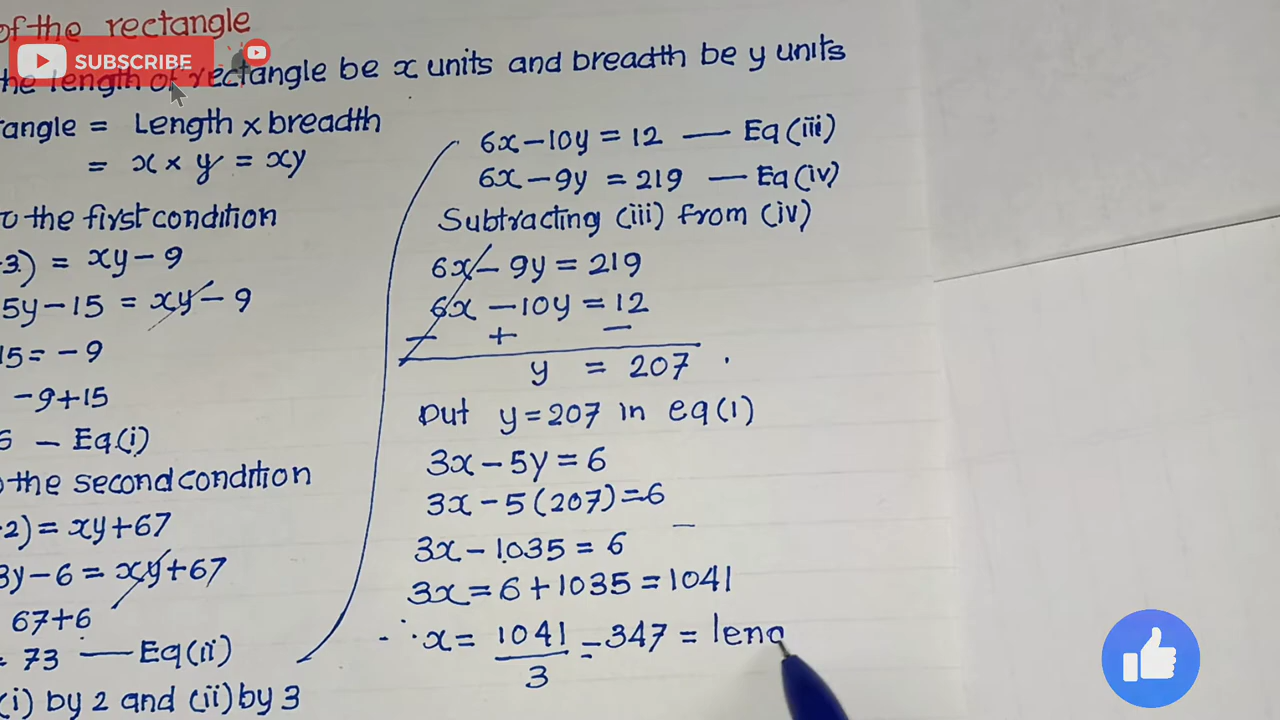 of the rectangle
SUBSCRIBE
the length of rectangle be x units and breadth be y units
angle = Length × breadth
= x × y = xy
to the first condition
3) = xy - 9
5y - 15 = xy - 9
15 = -9
-9 + 15
6 — Eq(i)
the second condition
2) = xy + 67
3y - 6 = xy + 67
67 + 6
= 73 — Eq(ii)
(i) by 2 and (ii) by 3
6x - 10y = 12 — Eq(iii)
6x - 9y = 219 — Eq(iv)
Subtracting (iii) from (iv)
6x - 9y = 219
6x - 10y = 12
- + -
y = 207 .
Put y = 207 in eq(1)
3x - 5y = 6
3x - 5(207) = 6
3x - 1035 = 6
3x = 6 + 1035 = 1041
∴ x = 1041/3 = 347 = leng